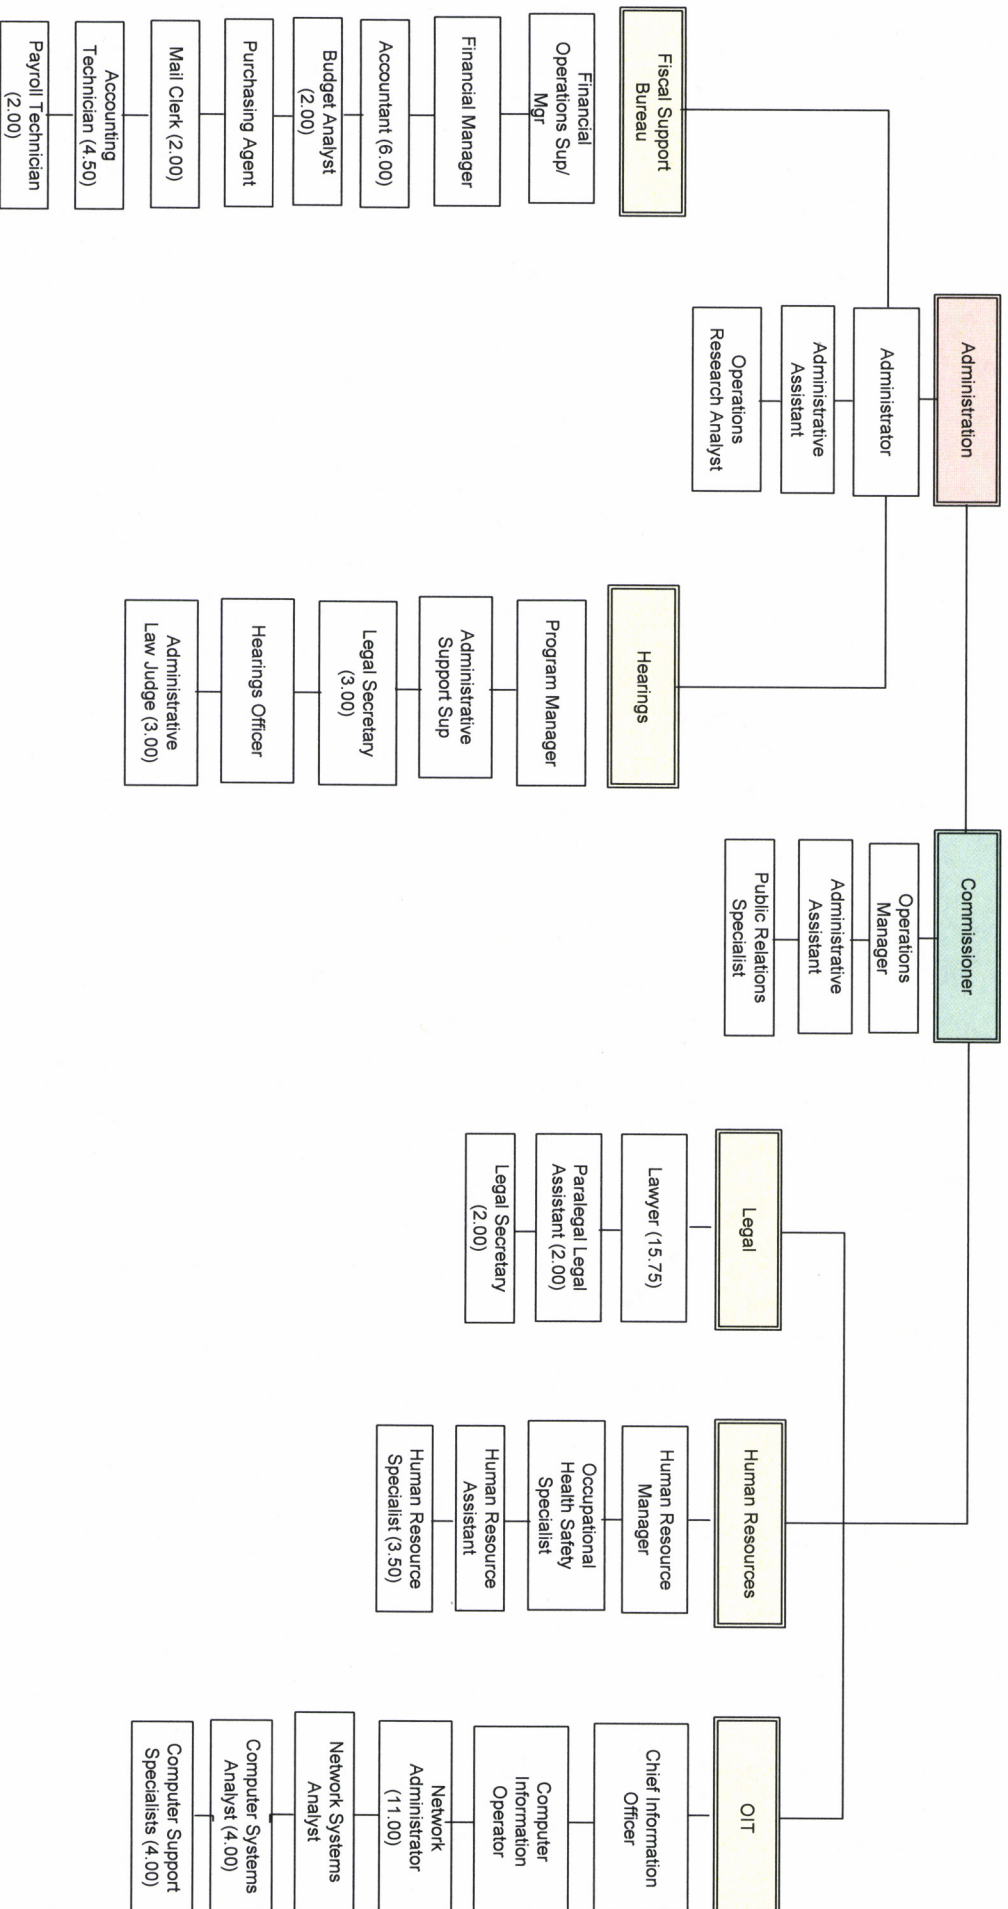 Administration
Administrator
Administrative
Assistant
Operations
Research Analyst
Fiscal Support
Bureau
Financial
Operations Sup/
Mgr
Financial Manager
Accountant (6.00)
Budget Analyst
(2.00)
Purchasing Agent
Mail Clerk (2.00)
Accounting
Technician (4.50)
Payroll Technician
(2.00)
Hearings
Program Manager
Administrative
Support Sup
Legal Secretary
(3.00)
Hearings Officer
Administrative
Law Judge (3.00)
Commissioner
Operations
Manager
Administrative
Assistant
Public Relations
Specialist
Legal
Lawyer (15.75)
Paralegal Legal
Assistant (2.00)
Legal Secretary
(2.00)
Human Resources
Human Resource
Manager
Occupational
Health Safety
Specialist
Human Resource
Assistant
Human Resource
Specialist (3.50)
OIT
Chief Information
Officer
Computer
Information
Operator
Network
Administrator
(11.00)
Network Systems
Analyst
Computer Systems
Analyst (4.00)
Computer Support
Specialists (4.00)